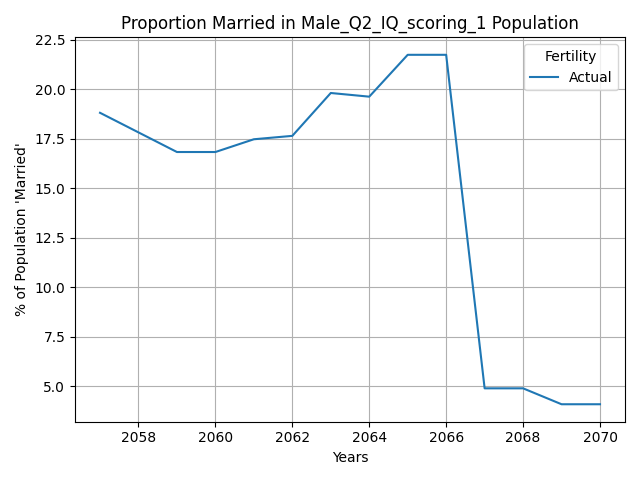 Proportion Married in Male_Q2_IQ_scoring_1 Population
Fertility
Actual
% of Population 'Married'
22.5
20.0
17.5
15.0
12.5
10.0
7.5
5.0
2058 2060 2062 2064 2066 2068 2070
Years